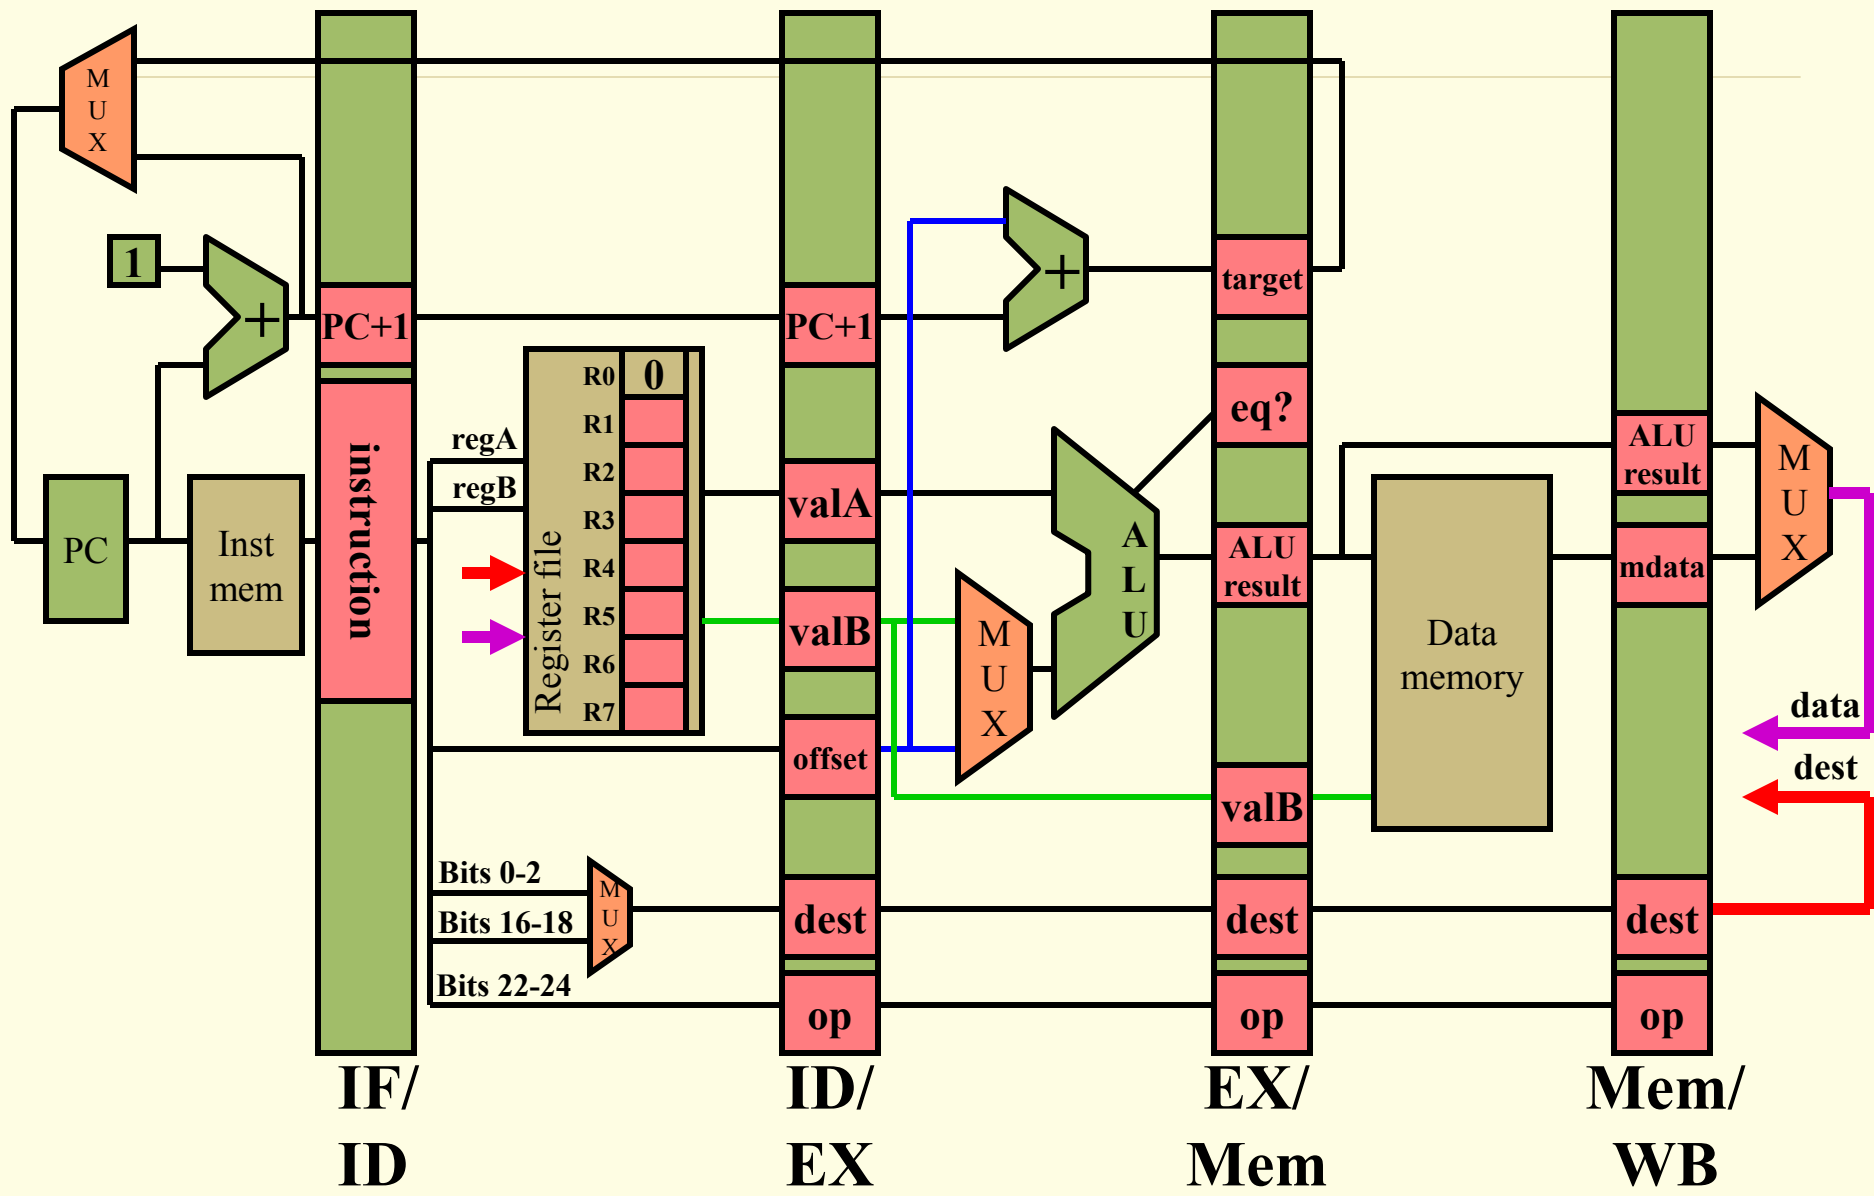 M
U
X
1
+
PC+1
PC
Inst
mem
instruction
regA
regB
Register file
R0
0
R1
R2
R3
R4
R5
R6
R7
Bits 0-2
Bits 16-18
Bits 22-24
M
U
X
PC+1
valA
valB
offset
dest
op
+
M
U
X
A
L
U
target
eq?
ALU
result
valB
dest
op
Data
memory
ALU
result
mdata
dest
op
M
U
X
data
dest
IF/
ID
ID/
EX
EX/
Mem
Mem/
WB